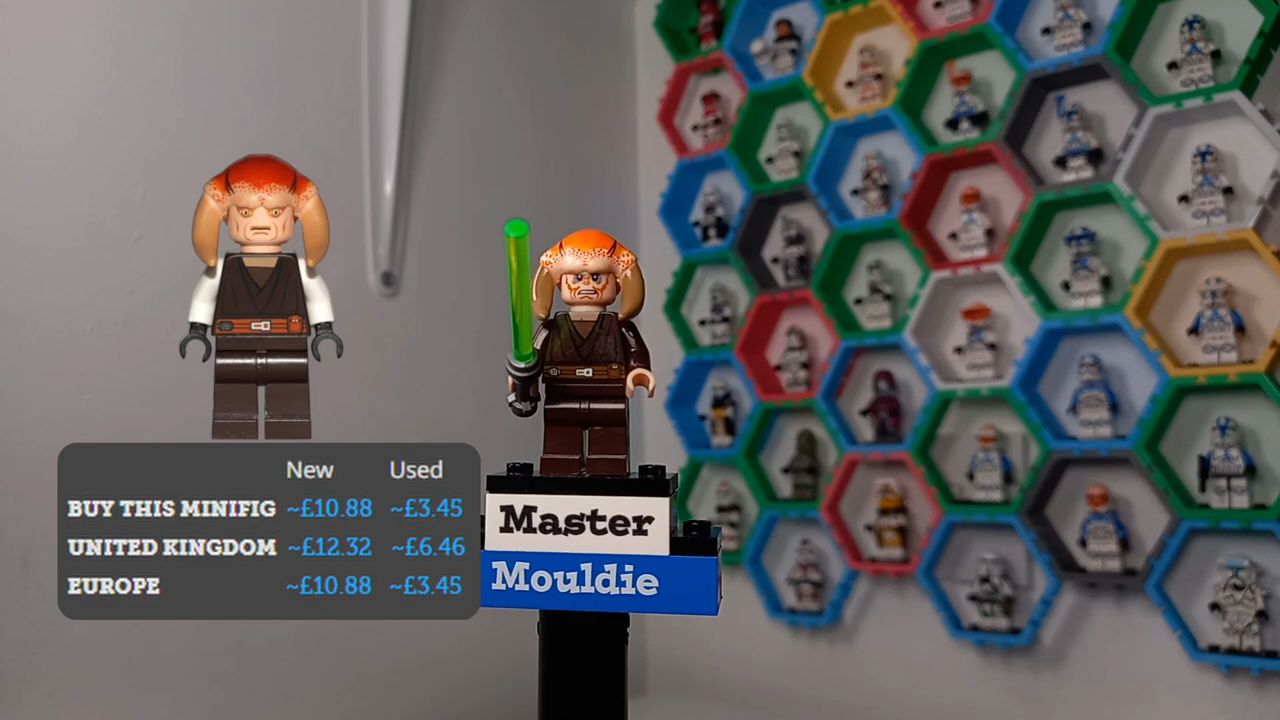 New Used
BUY THIS MINIFIG ~£10.88 ~£3.45
UNITED KINGDOM ~£12.32 ~£6.46
EUROPE ~£10.88 ~£3.45
Master
Mouldie